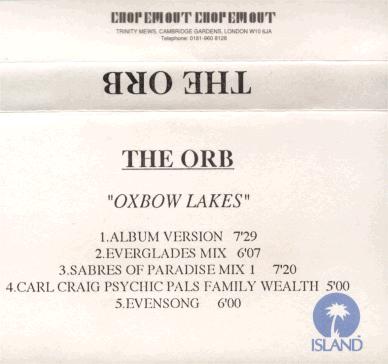 CHOP EM OUT CHOP EM OUT
TRINITY MEWS, CAMBRIDGE GARDENS, LONDON W10 6JA
Telephone: 0181-960 8128
THE ORB
THE ORB
"OXBOW LAKES"
1.ALBUM VERSION 7'29
2.EVERGLADES MIX 6'07
3.SABRES OF PARADISE MIX 1 7'20
4.CARL CRAIG PSYCHIC PALS FAMILY WEALTH 5'00
5.EVENSONG 6'00
ISLAND